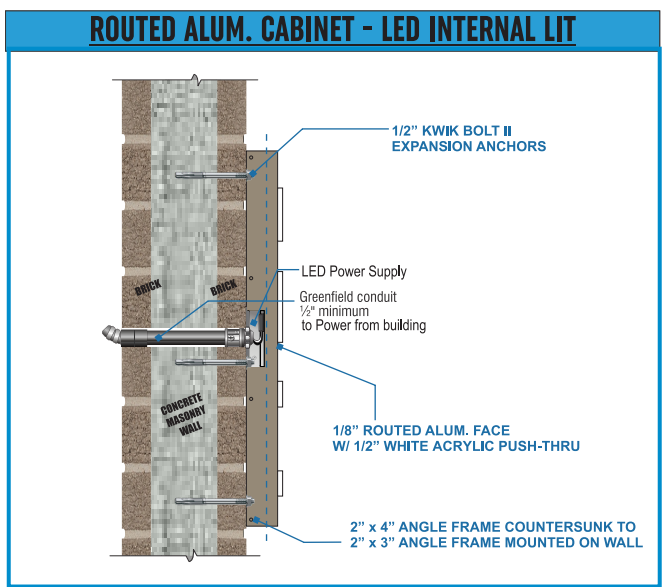 ROUTED ALUM. CABINET - LED INTERNAL LIT
1/2” KWIK BOLT II
EXPANSION ANCHORS
LED Power Supply
BRICK
BRICK
Greenfield conduit
½" minimum
to Power from building
CONCRETE
MASONRY
WALL
1/8” ROUTED ALUM. FACE
W/ 1/2” WHITE ACRYLIC PUSH-THRU
2” x 4” ANGLE FRAME COUNTERSUNK TO
2” x 3” ANGLE FRAME MOUNTED ON WALL